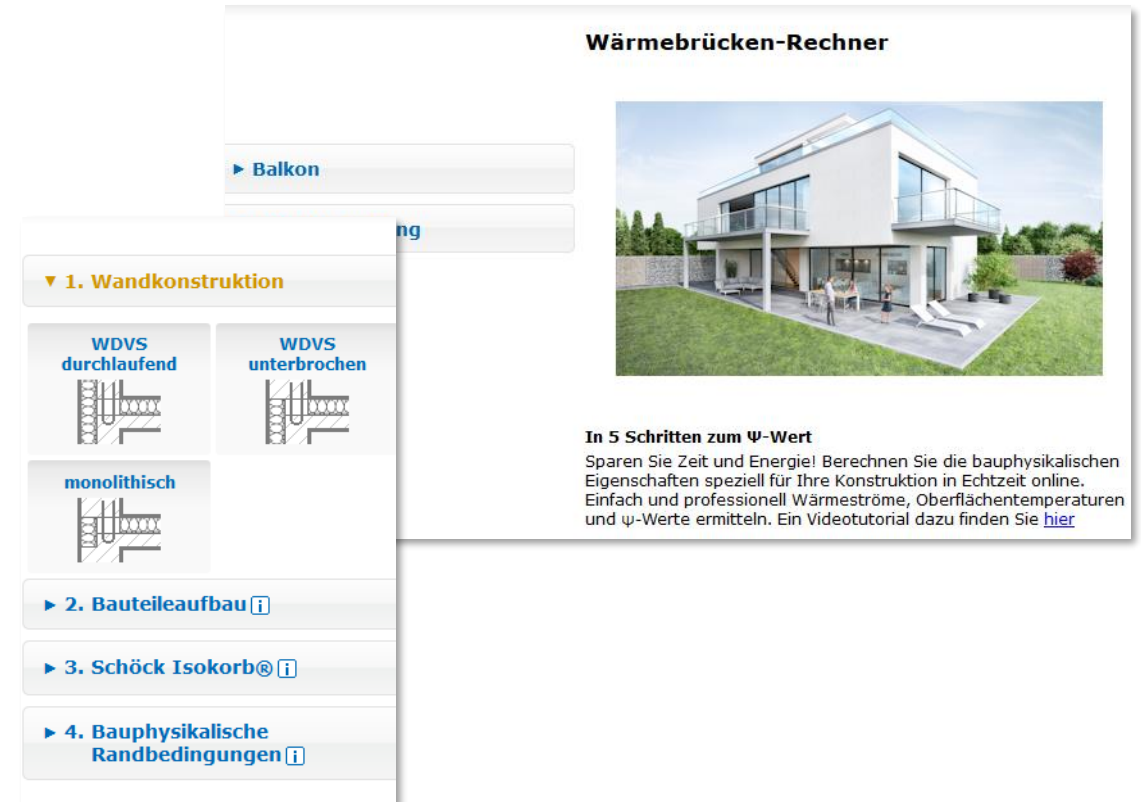 Wärmebrücken-Rechner
► Balkon
ng
▼ 1. Wandkonstruktion
WDVS
durchlaufend
WDVS
unterbrochen
monolithisch
► 2. Bauteileaufbau i
► 3. Schöck Isokorb® i
► 4. Bauphysikalische
Randbedingungen i
In 5 Schritten zum Ψ-Wert
Sparen Sie Zeit und Energie! Berechnen Sie die bauphysikalischen
Eigenschaften speziell für Ihre Konstruktion in Echtzeit online.
Einfach und professionell Wärmeströme, Oberflächentemperaturen
und ψ-Werte ermitteln. Ein Videotutorial dazu finden Sie hier